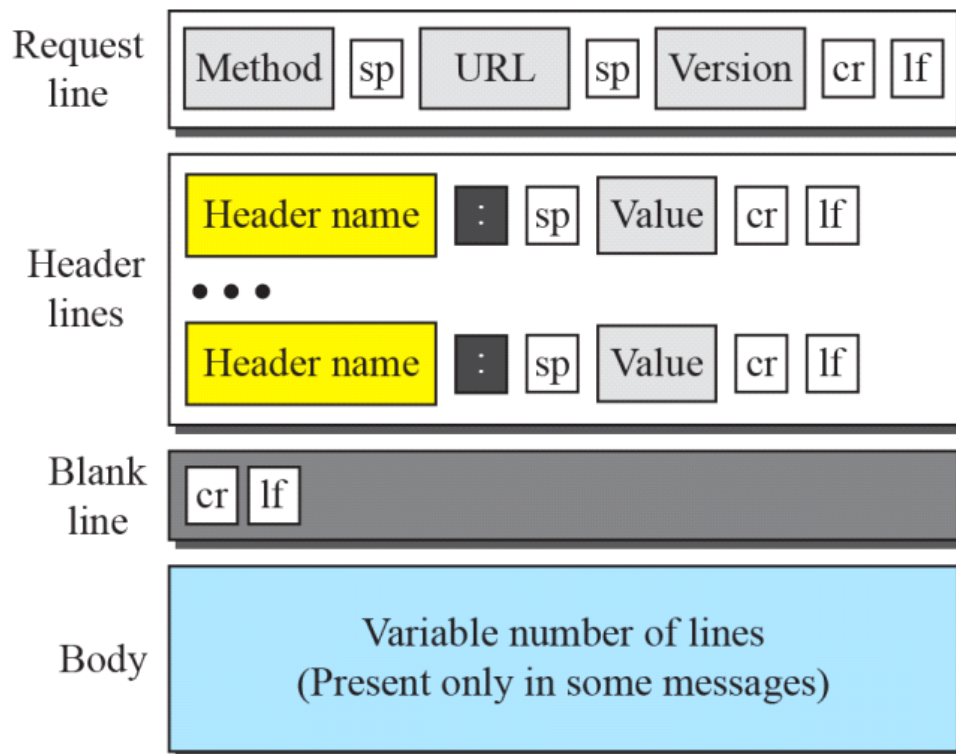 Request line
Method sp URL sp Version cr lf
Header lines
Header name : sp Value cr lf
• • •
Header name : sp Value cr lf
Blank line
cr lf
Body
Variable number of lines
(Present only in some messages)